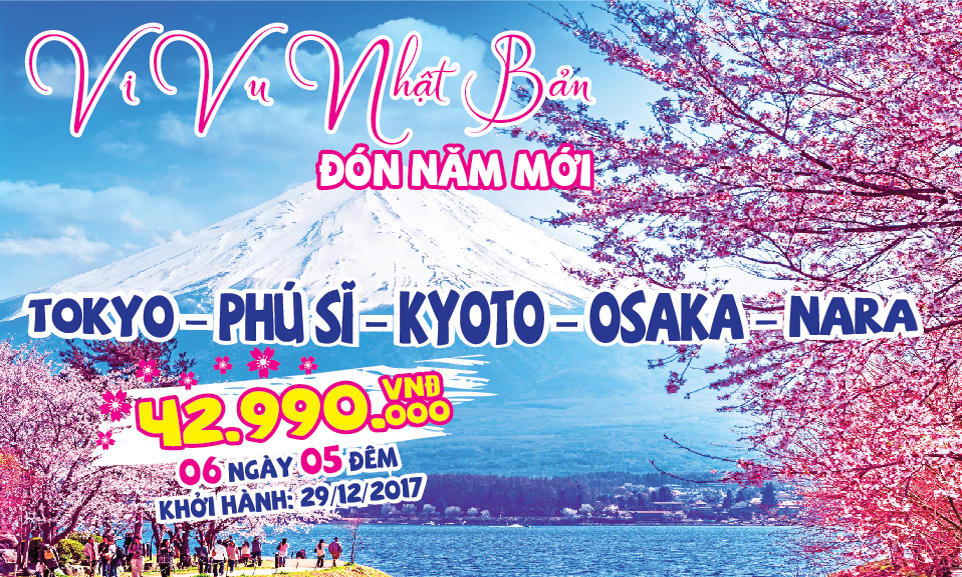 Vi Vu Nhật Bản
ĐÓN NĂM MỚI
TOKYO – PHÚ SĨ – KYOTO – OSAKA – NARA
42.990.000 VNĐ
06 NGÀY 05 ĐÊM
KHỞI HÀNH: 29/12/2017